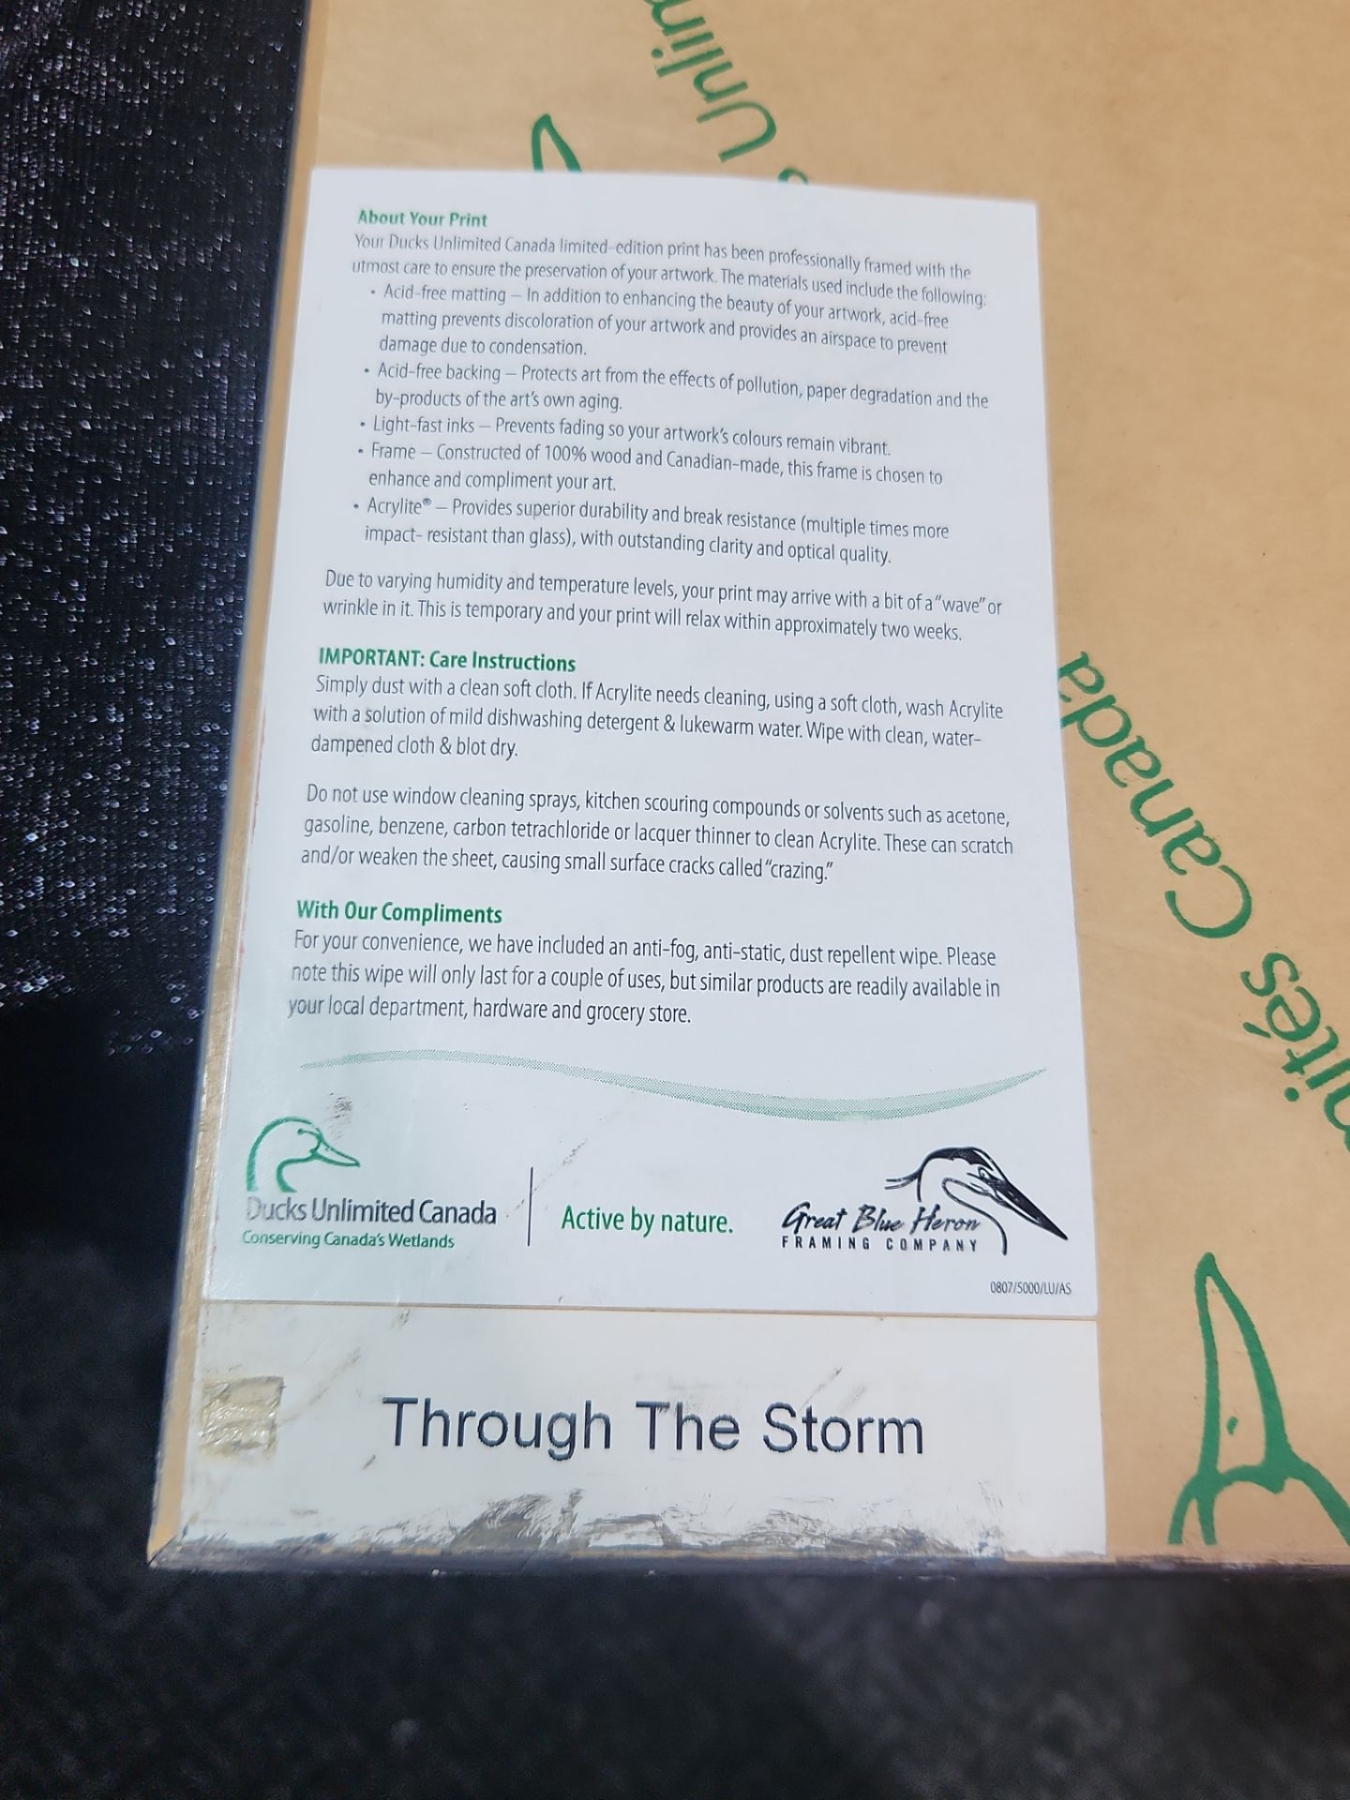 Unlim
About Your Print
Your Ducks Unlimited Canada limited-edition print has been professionally framed with the
utmost care to ensure the preservation of your artwork. The materials used include the following:
• Acid-free matting – In addition to enhancing the beauty of your artwork, acid-free
matting prevents discoloration of your artwork and provides an airspace to prevent
damage due to condensation.
• Acid-free backing – Protects art from the effects of pollution, paper degradation and the
by-products of the art's own aging.
• Light-fast inks – Prevents fading so your artwork's colours remain vibrant.
• Frame – Constructed of 100% wood and Canadian-made, this frame is chosen to
enhance and compliment your art.
• Acrylite® – Provides superior durability and break resistance (multiple times more
impact- resistant than glass), with outstanding clarity and optical quality.
Due to varying humidity and temperature levels, your print may arrive with a bit of a "wave" or
wrinkle in it. This is temporary and your print will relax within approximately two weeks.
IMPORTANT: Care Instructions
Simply dust with a clean soft cloth. If Acrylite needs cleaning, using a soft cloth, wash Acrylite
with a solution of mild dishwashing detergent & lukewarm water. Wipe with clean, water-
dampened cloth & blot dry.
Do not use window cleaning sprays, kitchen scouring compounds or solvents such as acetone,
gasoline, benzene, carbon tetrachloride or lacquer thinner to clean Acrylite. These can scratch
and/or weaken the sheet, causing small surface cracks called "crazing."
With Our Compliments
For your convenience, we have included an anti-fog, anti-static, dust repellent wipe. Please
note this wipe will only last for a couple of uses, but similar products are readily available in
your local department, hardware and grocery store.
Ducks Unlimited Canada
Conserving Canada's Wetlands
Active by nature.
Great Blue Heron
FRAMING COMPANY
0807/5000/LU/AS
Through The Storm
nités Canada